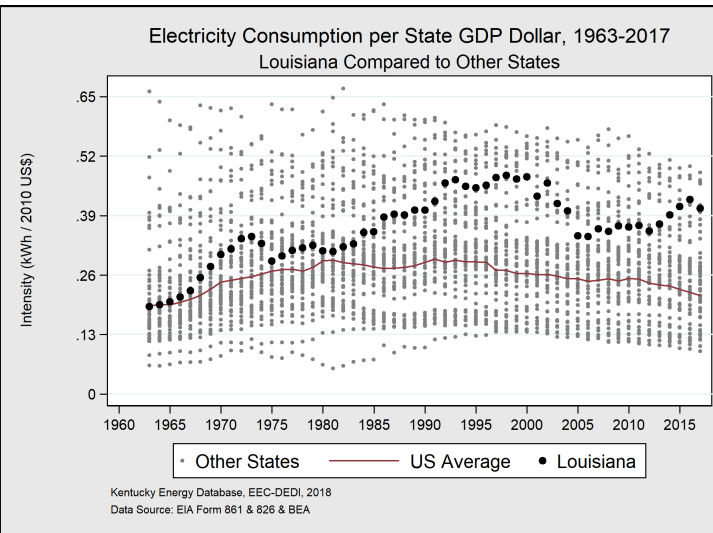 Electricity Consumption per State GDP Dollar, 1963-2017
Louisiana Compared to Other States
Intensity (kWh / 2010 US$)
.65
.52
.39
.26
.13
0
1960 1965 1970 1975 1980 1985 1990 1995 2000 2005 2010 2015
Other States US Average Louisiana
Kentucky Energy Database, EEC-DEDI, 2018
Data Source: EIA Form 861 & 826 & BEA